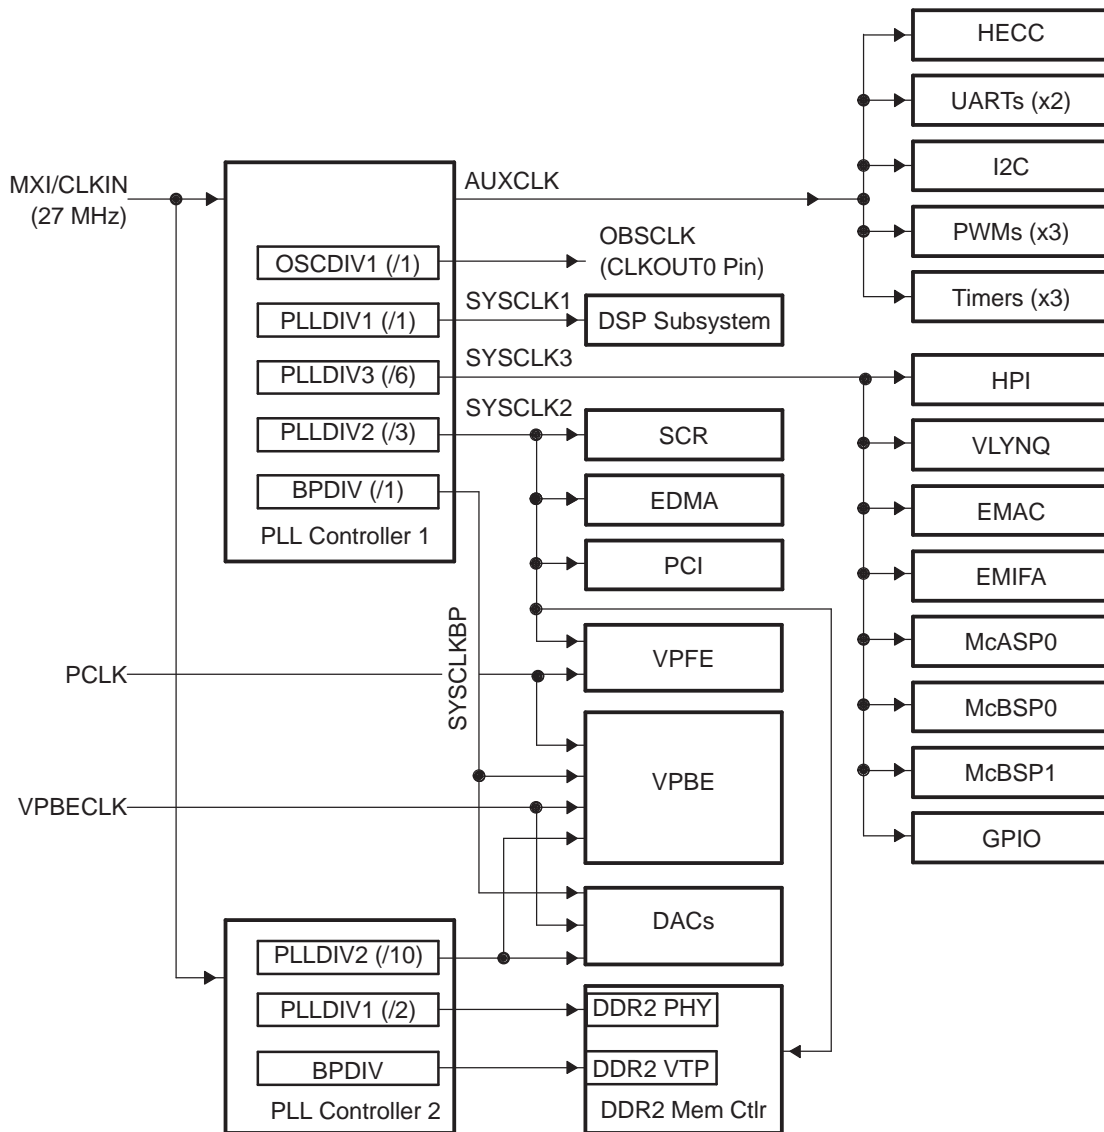 HECC
UARTs (x2)
I2C
PWMs (x3)
Timers (x3)
MXI/CLKIN
(27 MHz)
AUXCLK
OSCDIV1 (/1)
OBSCLK
(CLKOUT0 Pin)
PLLDIV1 (/1)
SYSCLK1
DSP Subsystem
PLLDIV3 (/6)
SYSCLK3
PLLDIV2 (/3)
SYSCLK2
SCR
BPDIV (/1)
EDMA
PLL Controller 1
PCI
HPI
VLYNQ
EMAC
EMIFA
McASP0
McBSP0
McBSP1
GPIO
SYSCLKBP
PCLK
VPFE
VPBE
VPBECLK
DACs
PLLDIV2 (/10)
PLLDIV1 (/2)
DDR2 PHY
BPDIV
DDR2 VTP
PLL Controller 2
DDR2 Mem Ctlr